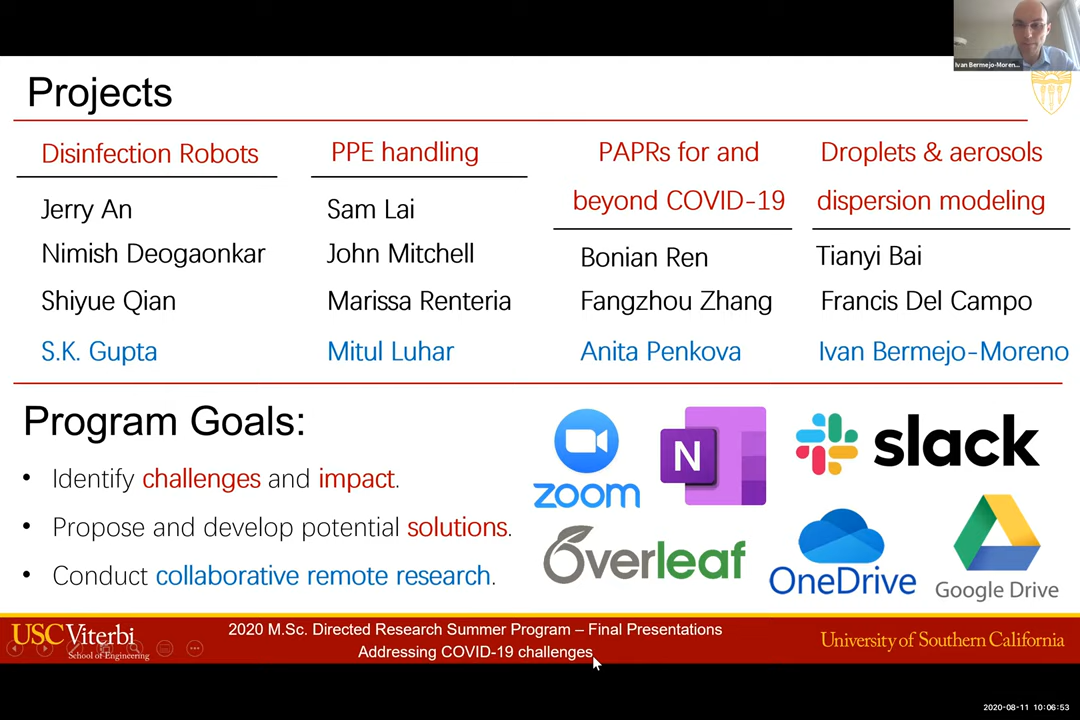 Ivan Bermejo-Moren...
Projects
Disinfection Robots
Jerry An
Nimish Deogaonkar
Shiyue Qian
S.K. Gupta
PPE handling
Sam Lai
John Mitchell
Marissa Renteria
Mitul Luhar
PAPRs for and
beyond COVID-19
Bonian Ren
Fangzhou Zhang
Anita Penkova
Droplets & aerosols
dispersion modeling
Tianyi Bai
Francis Del Campo
Ivan Bermejo-Moreno
Program Goals:
• Identify challenges and impact.
• Propose and develop potential solutions.
• Conduct collaborative remote research.
zoom
N
slack
Overleaf
OneDrive
Google Drive
USC Viterbi
School of Engineering
2020 M.Sc. Directed Research Summer Program – Final Presentations
Addressing COVID-19 challenges
University of Southern California
2020-08-11 10:06:53